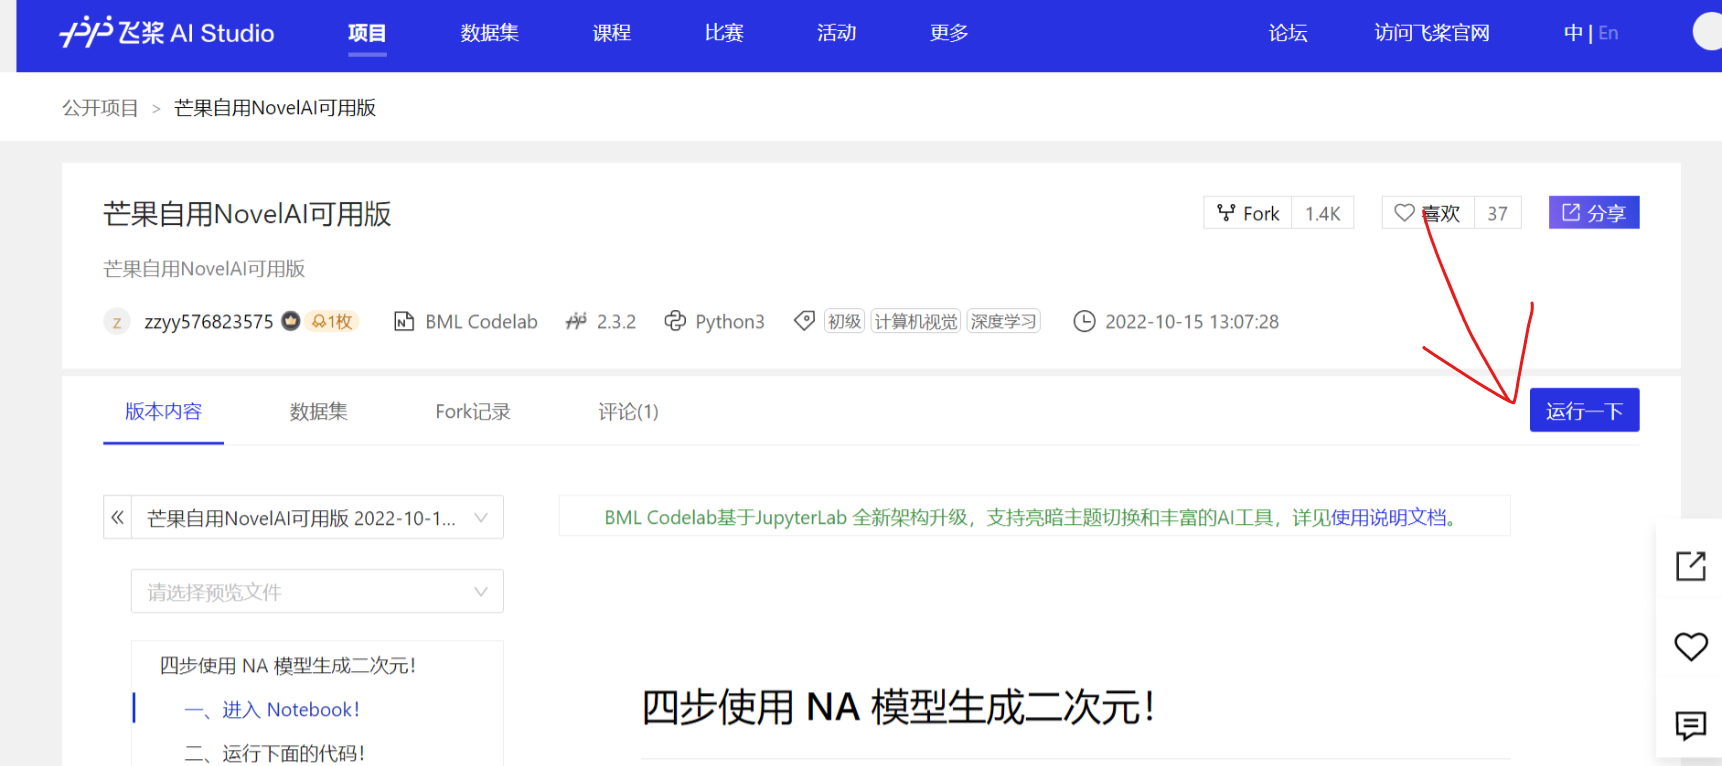 飞桨 AI Studio 项目 数据集 课程 比赛 活动 更多 论坛 访问飞桨官网 中 | En
公开项目 > 芒果自用NovelAI可用版
芒果自用NovelAI可用版 Fork 1.4K 喜欢 37 分享
芒果自用NovelAI可用版
z zzyy576823575 1枚 BML Codelab 2.3.2 Python3 初级 计算机视觉 深度学习 2022-10-15 13:07:28
版本内容 数据集 Fork记录 评论(1) 运行一下
« 芒果自用NovelAI可用版 2022-10-1...
BML Codelab基于JupyterLab 全新架构升级，支持亮暗主题切换和丰富的AI工具，详见使用说明文档。
请选择预览文件
四步使用 NA 模型生成二次元！
一、进入 Notebook！
二、运行下面的代码！
四步使用 NA 模型生成二次元！